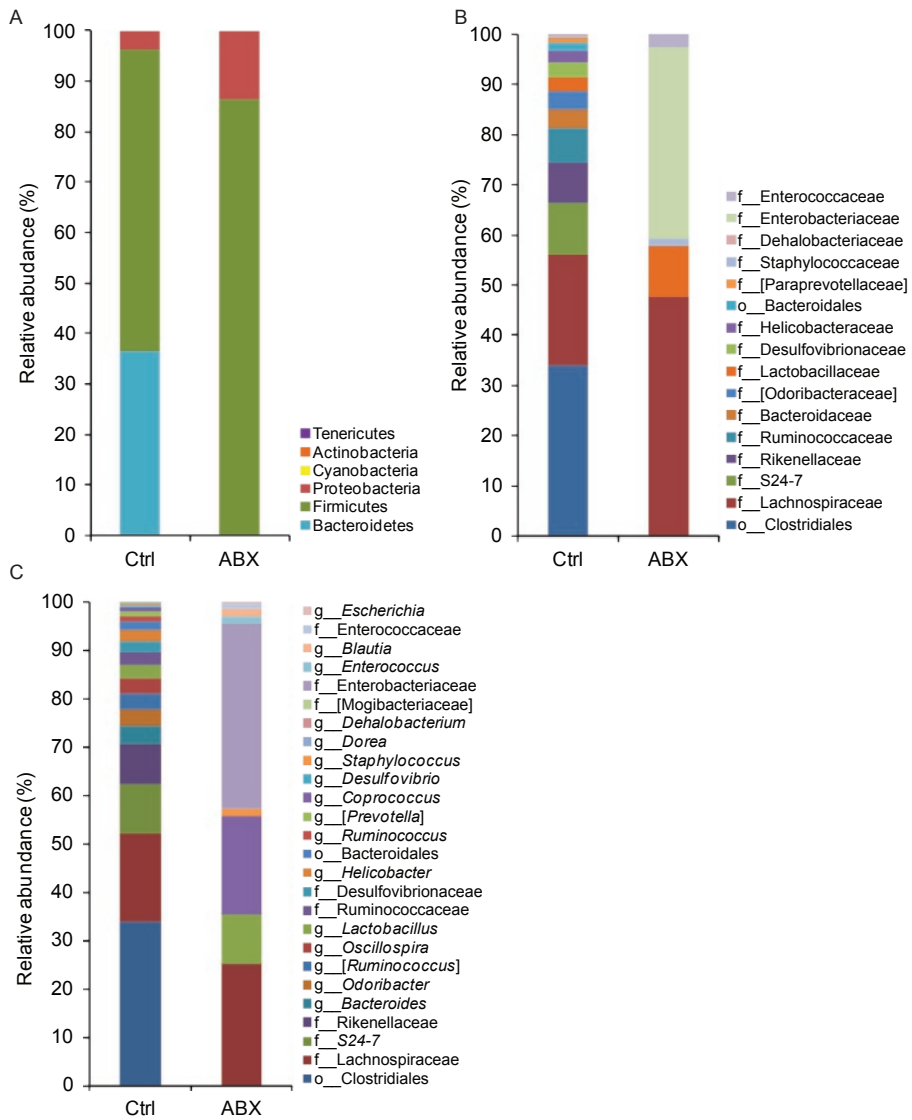 A
Relative abudance (%)
100
90
80
70
60
50
40
30
20
10
0
Ctrl
ABX
Tenericutes
Actinobacteria
Cyanobacteria
Proteobacteria
Firmicutes
Bacteroidetes
B
Relative abundance (%)
100
90
80
70
60
50
40
30
20
10
0
Ctrl
ABX
f__Enterococcaceae
f__Enterobacteriaceae
f__Dehalobacteriaceae
f__Staphylococcaceae
f__[Paraprevotellaceae]
o__Bacteroidales
f__Helicobacteraceae
f__Desulfovibrionaceae
f__Lactobacillaceae
f__[Odoribacteraceae]
f__Bacteroidaceae
f__Ruminococcaceae
f__Rikenellaceae
f__S24-7
f__Lachnospiraceae
o__Clostridiales
C
Relative abundance (%)
100
90
80
70
60
50
40
30
20
10
0
Ctrl
ABX
g__Escherichia
f__Enterococcaceae
g__Blautia
g__Enterococcus
f__Enterobacteriaceae
f__[Mogibacteriaceae]
g__Dehalobacterium
g__Dorea
g__Staphylococcus
g__Desulfovibrio
g__Coprococcus
g__[Prevotella]
g__Ruminococcus
o__Bacteroidales
g__Helicobacter
f__Desulfovibrionaceae
f__Ruminococcaceae
g__Lactobacillus
g__Oscillospira
g__[Ruminococcus]
g__Odoribacter
g__Bacteroides
f__Rikenellaceae
f__S24-7
f__Lachnospiraceae
o__Clostridiales